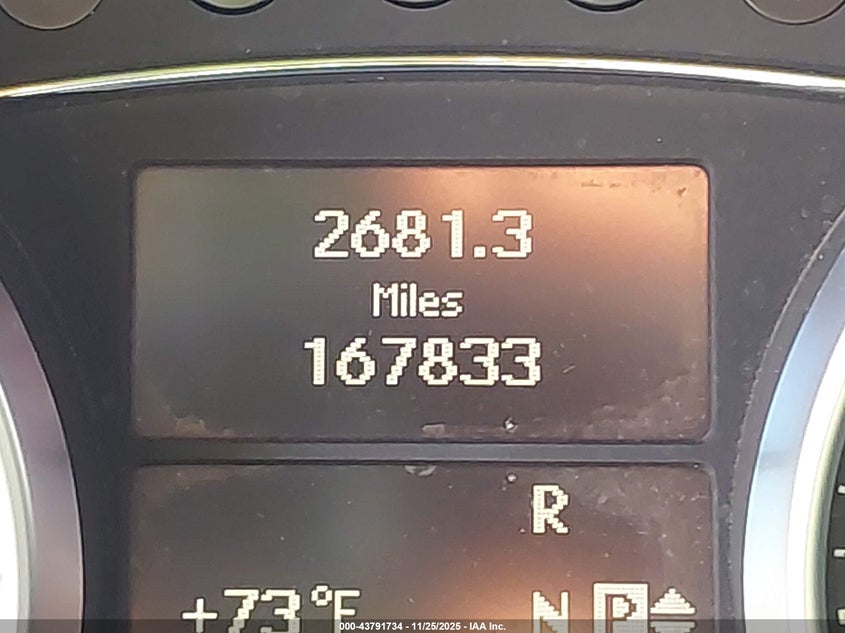 2681.3
Miles
167833
R
+73°F
N P
000-43791734 - 11/25/2025 - IAA Inc.